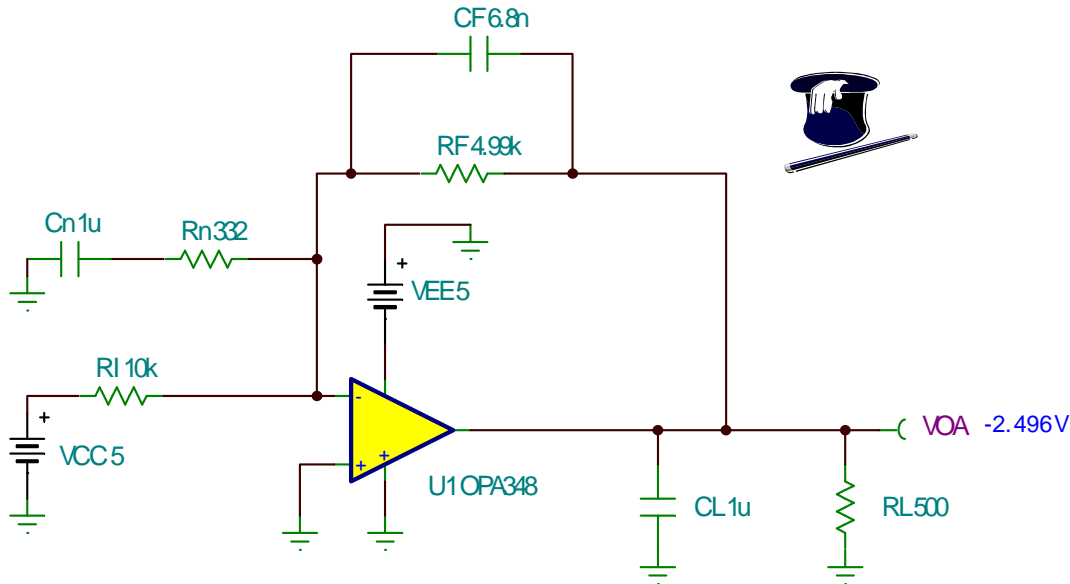 CF 6.8n
RF 4.99k
Cn 1u
Rn 332
+
VEE 5
RI 10k
+
-
VCC 5
+
+
U1 OPA348
VOA -2.496V
CL 1u
RL 500